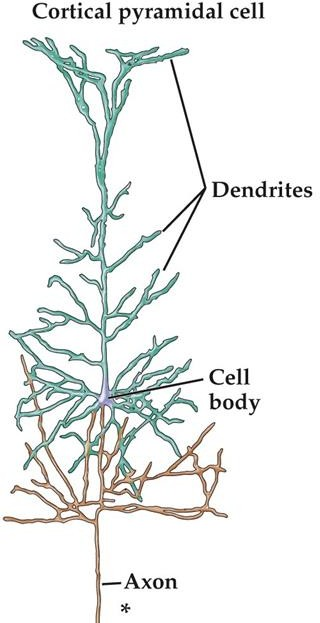 Cortical pyramidal cell
Dendrites
Cell
body
Axon
*